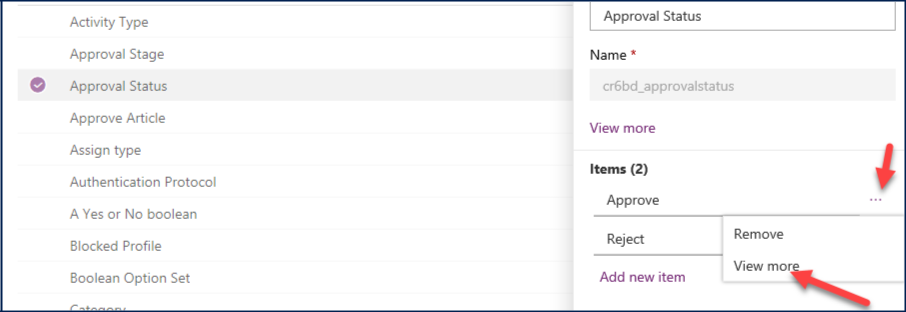 Activity Type
Approval Stage
Approval Status
Approve Article
Assign type
Authentication Protocol
A Yes or No boolean
Blocked Profile
Boolean Option Set
Category
Approval Status
Name *
cr6bd_approvalstatus
View more
Items (2)
Approve
...
Reject
Remove
View more
Add new item